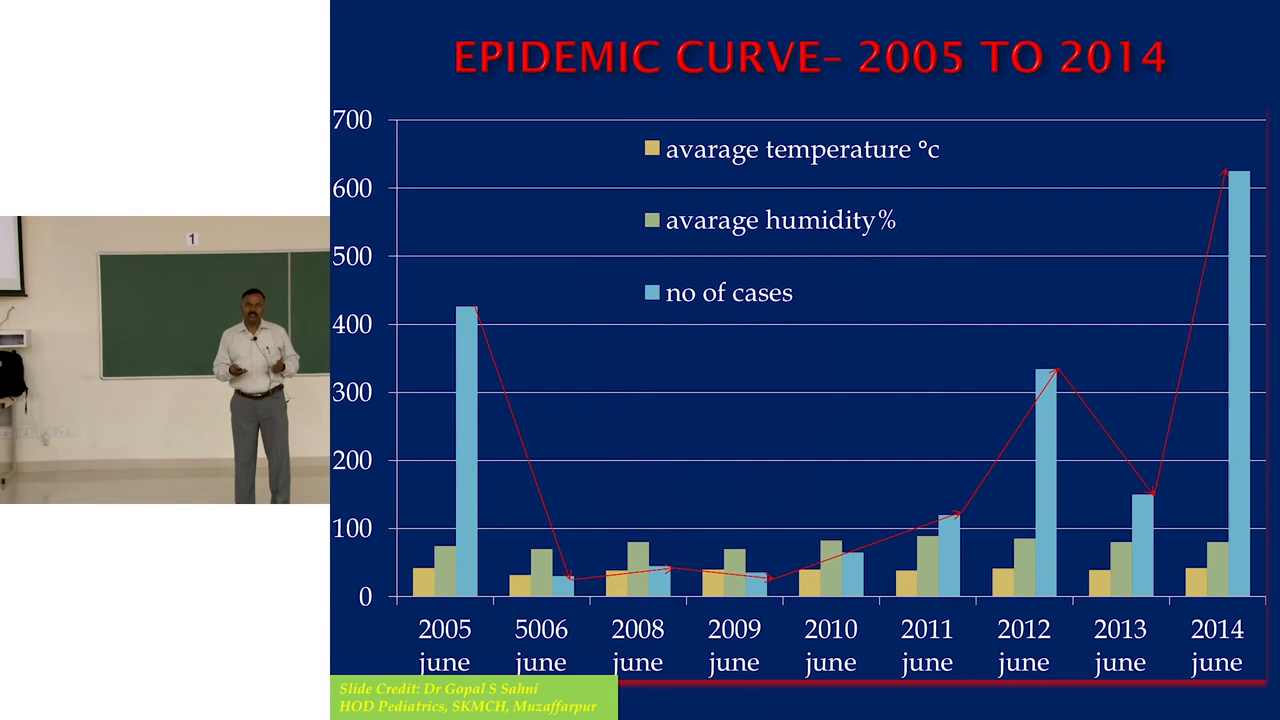 EPIDEMIC CURVE– 2005 TO 2014
700
600
500
400
300
200
100
0
avarage temperature °c
avarage humidity%
no of cases
2005 june
5006 june
2008 june
2009 june
2010 june
2011 june
2012 june
2013 june
2014 june
Slide Credit: Dr Gopal S Sahni
HOD Pediatrics, SKMCH, Muzaffarpur
1